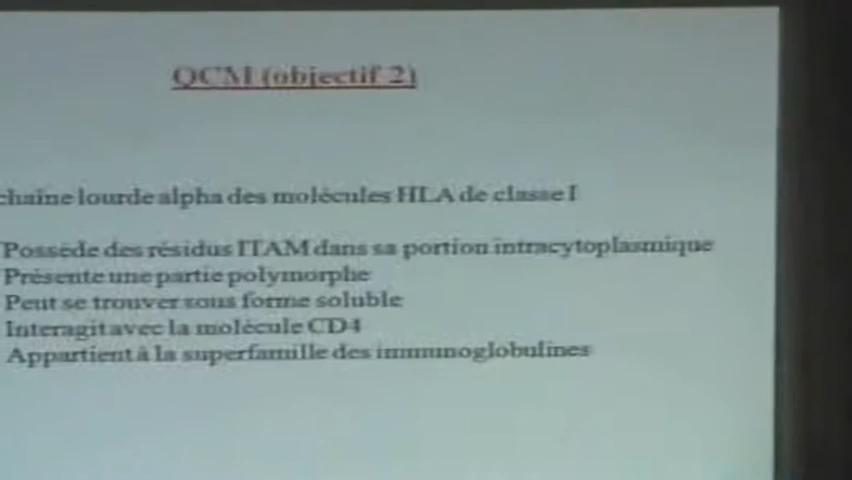 QCM (objectif 2)
chaîne lourde alpha des molécules HLA de classe I
Possède des résidus ITAM dans sa portion intracytoplasmique
Présente une partie polymorphe
Peut se trouver sous forme soluble
Interagit avec la molécule CD4
Appartient à la superfamille des immunoglobulines